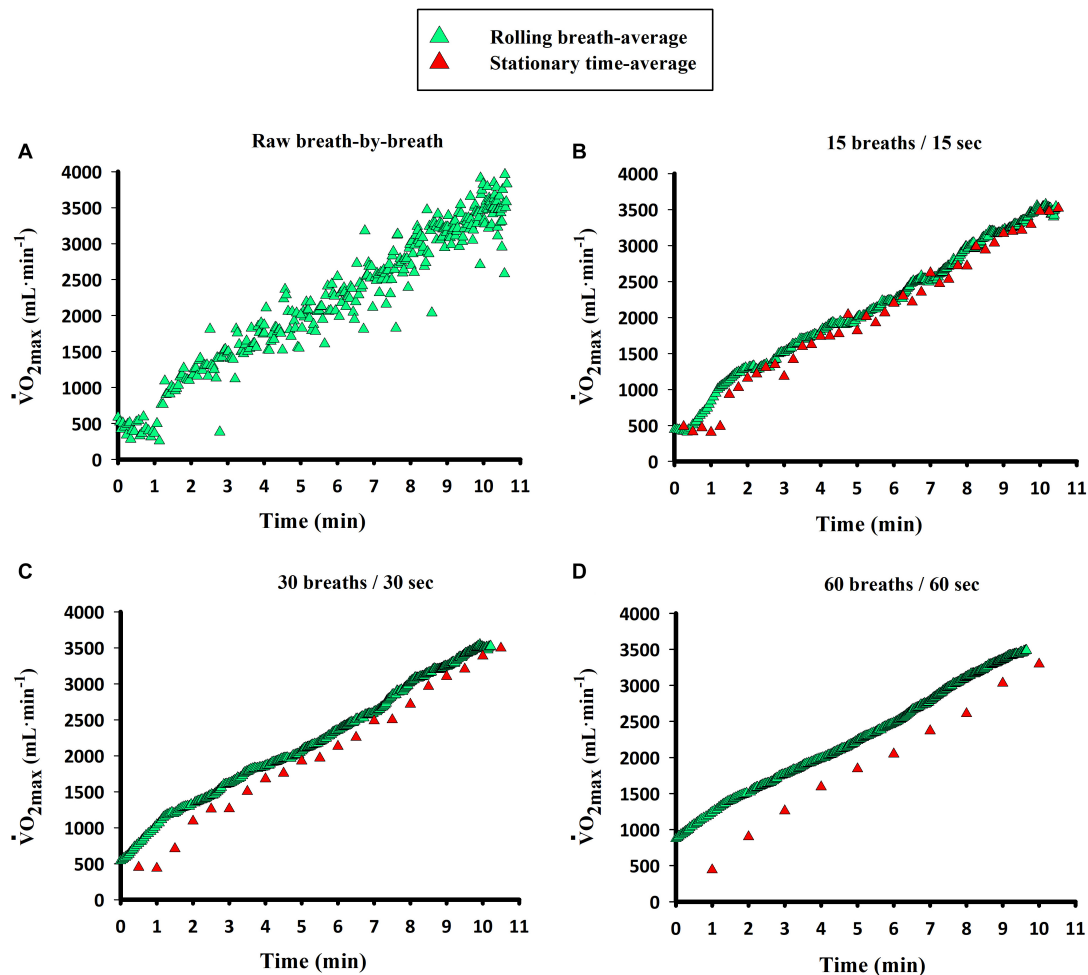 Rolling breath-average
Stationary time-average
A
Raw breath-by-breath
4000
3500
3000
2500
2000
1500
1000
500
0
V̇O2max (mL·min−1)
0 1 2 3 4 5 6 7 8 9 10 11
Time (min)
B
15 breaths / 15 sec
4000
3500
3000
2500
2000
1500
1000
500
0
V̇O2max (mL·min−1)
0 1 2 3 4 5 6 7 8 9 10 11
Time (min)
C
30 breaths / 30 sec
4000
3500
3000
2500
2000
1500
1000
500
0
V̇O2max (mL·min−1)
0 1 2 3 4 5 6 7 8 9 10 11
Time (min)
D
60 breaths / 60 sec
4000
3500
3000
2500
2000
1500
1000
500
0
V̇O2max (mL·min−1)
0 1 2 3 4 5 6 7 8 9 10 11
Time (min)